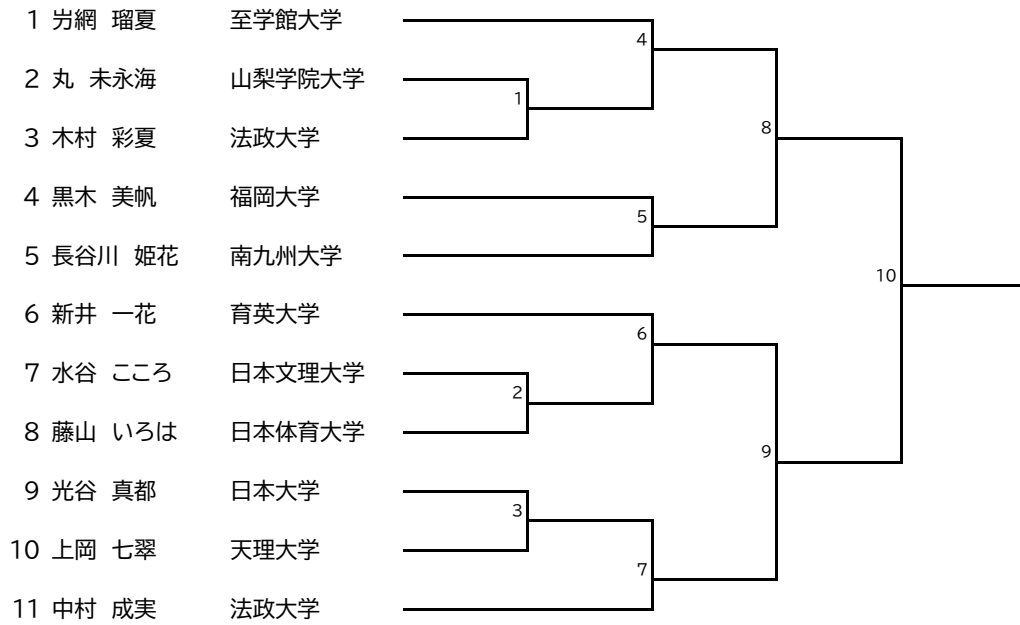 1 屶網 瑠夏 至学館大学
4
2 丸 未永海 山梨学院大学
1
3 木村 彩夏 法政大学
8
4 黒木 美帆 福岡大学
5
5 長谷川 姫花 南九州大学
10
6 新井 一花 育英大学
6
7 水谷 こころ 日本文理大学
2
8 藤山 いろは 日本体育大学
9
9 光谷 真都 日本大学
3
10 上岡 七翠 天理大学
7
11 中村 成実 法政大学